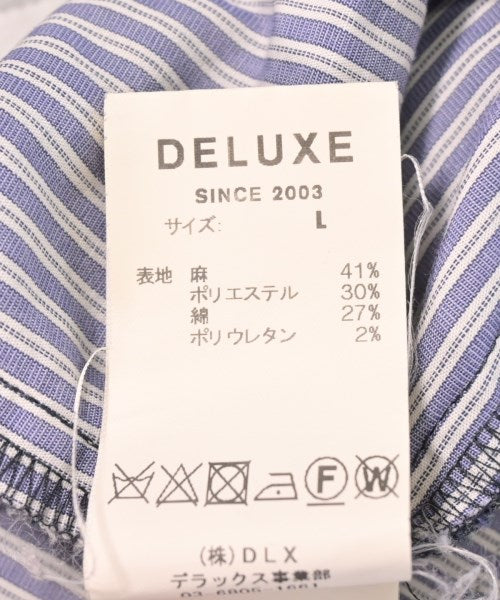 DELUXE
SINCE 2003
サイズ: L
表地 麻 41%
ポリエステル 30%
綿 27%
ポリウレタン 2%
F W
(株)DLX
デラックス事業部